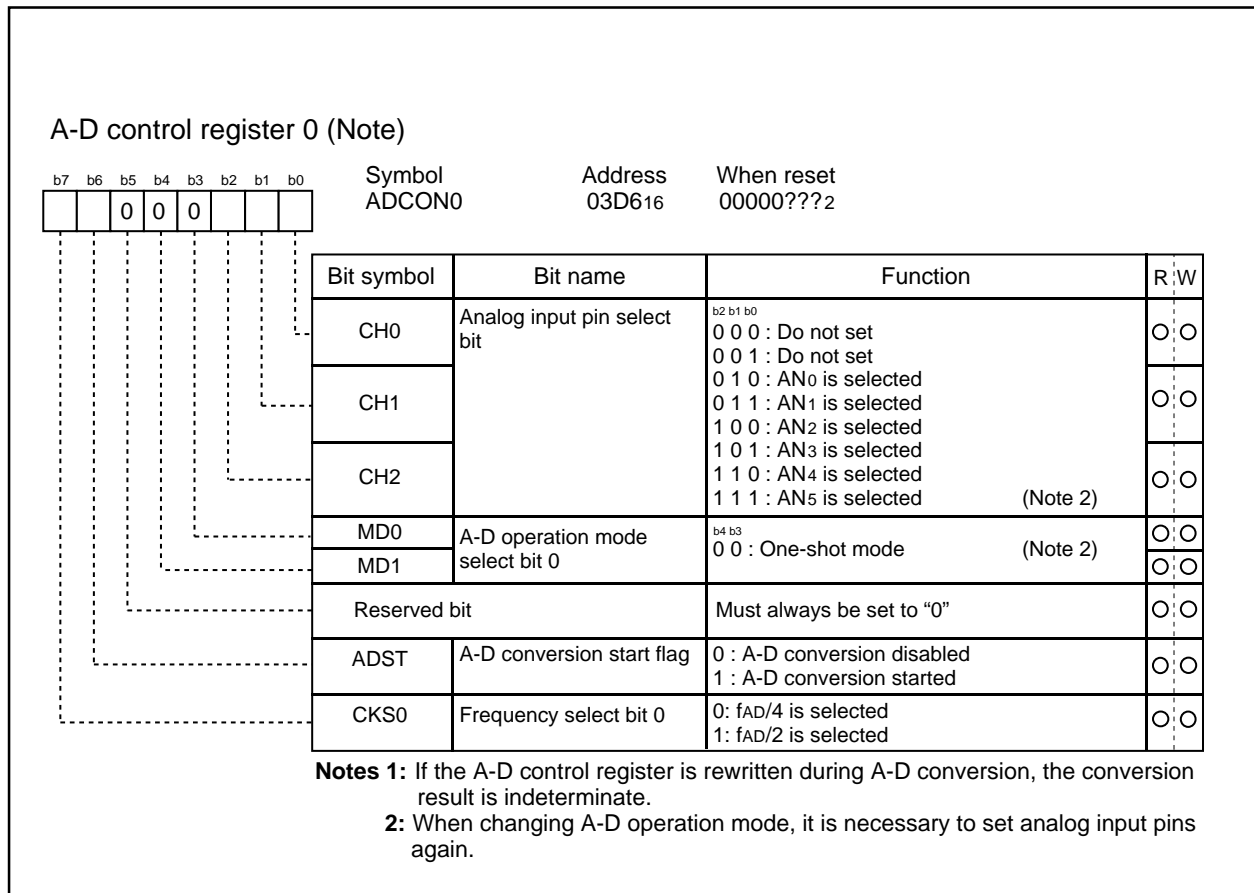 A-D control register 0 (Note)
b7 b6 b5 b4 b3 b2 b1 b0
0 0 0
Symbol Address When reset
ADCON0 03D616 00000???2
Bit symbol Bit name Function R W
CH0 Analog input pin select
bit
b2 b1 b0
0 0 0 : Do not set
0 0 1 : Do not set
0 1 0 : AN0 is selected
CH1
0 1 1 : AN1 is selected
1 0 0 : AN2 is selected
1 0 1 : AN3 is selected
CH2
1 1 0 : AN4 is selected
1 1 1 : AN5 is selected (Note 2)
MD0
MD1
A-D operation mode
select bit 0
b4 b3
0 0 : One-shot mode (Note 2)
Reserved bit Must always be set to “0”
ADST A-D conversion start flag 0 : A-D conversion disabled
1 : A-D conversion started
CKS0 Frequency select bit 0 0: fAD/4 is selected
1: fAD/2 is selected
Notes 1: If the A-D control register is rewritten during A-D conversion, the conversion
result is indeterminate.
2: When changing A-D operation mode, it is necessary to set analog input pins
again.